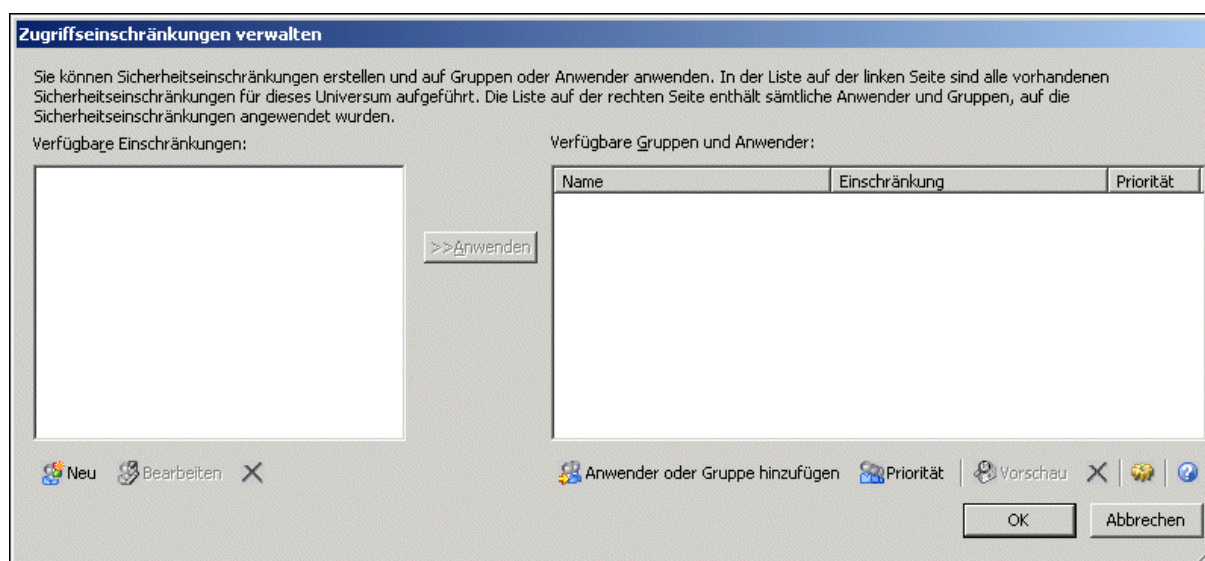 Zugriffseinschränkungen verwalten
Sie können Sicherheitseinschränkungen erstellen und auf Gruppen oder Anwender anwenden. In der Liste auf der linken Seite sind alle vorhandenen
Sicherheitseinschränkungen für dieses Universum aufgeführt. Die Liste auf der rechten Seite enthält sämtliche Anwender und Gruppen, auf die
Sicherheitseinschränkungen angewendet wurden.
Verfügbare Einschränkungen:
Verfügbare Gruppen und Anwender:
Name Einschränkung Priorität
>>Anwenden
Neu Bearbeiten
Anwender oder Gruppe hinzufügen Priorität Vorschau
OK Abbrechen